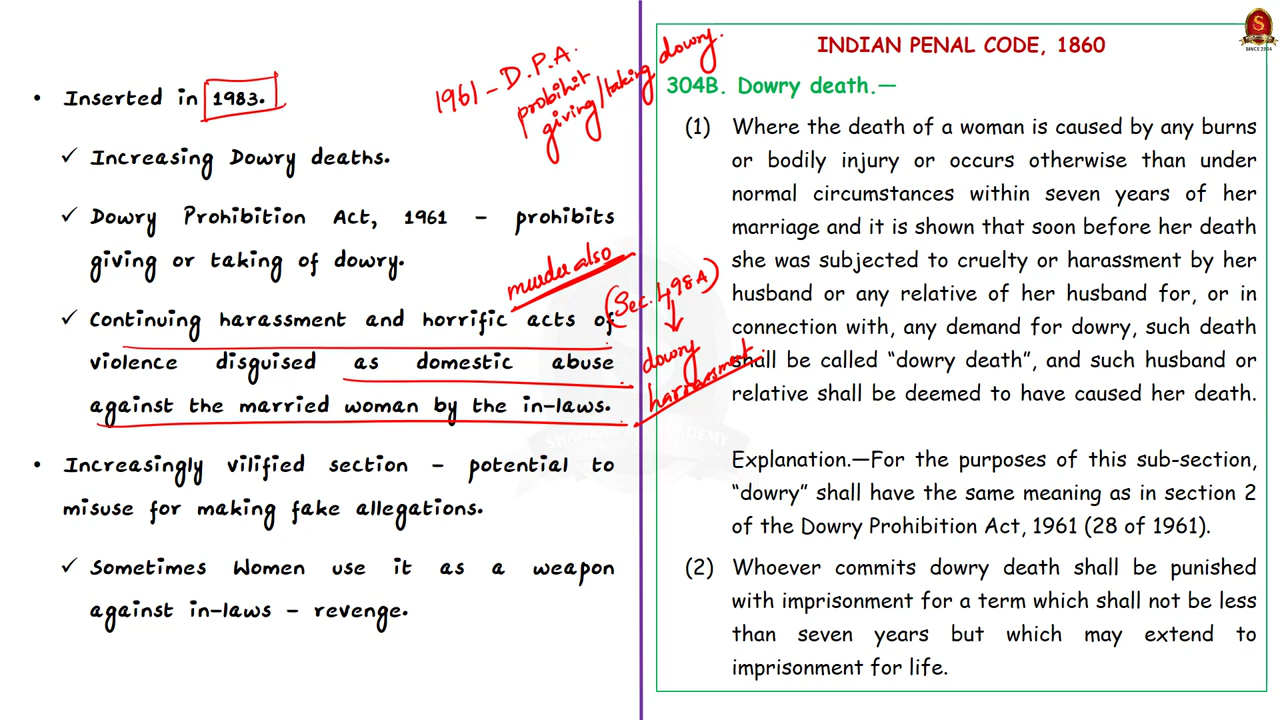 • Inserted in 1983.
✓ Increasing Dowry deaths.
✓ Dowry Prohibition Act, 1961 – prohibits
giving or taking of dowry.
✓ Continuing harassment and horrific acts of
violence disguised as domestic abuse
against the married woman by the in-laws.
• Increasingly vilified section – potential to
misuse for making fake allegations.
✓ Sometimes Women use it as a weapon
against in-laws – revenge.
1961 – D.P.A.
prohibit
giving/taking dowry.
murder also
(Sec. 498A)
dowry
harrassment
INDIAN PENAL CODE, 1860
304B. Dowry death.—
(1) Where the death of a woman is caused by any burns
or bodily injury or occurs otherwise than under
normal circumstances within seven years of her
marriage and it is shown that soon before her death
she was subjected to cruelty or harassment by her
husband or any relative of her husband for, or in
connection with, any demand for dowry, such death
shall be called “dowry death”, and such husband or
relative shall be deemed to have caused her death.
Explanation.—For the purposes of this sub-section,
“dowry” shall have the same meaning as in section 2
of the Dowry Prohibition Act, 1961 (28 of 1961).
(2) Whoever commits dowry death shall be punished
with imprisonment for a term which shall not be less
than seven years but which may extend to
imprisonment for life.
S
SINCE 2004